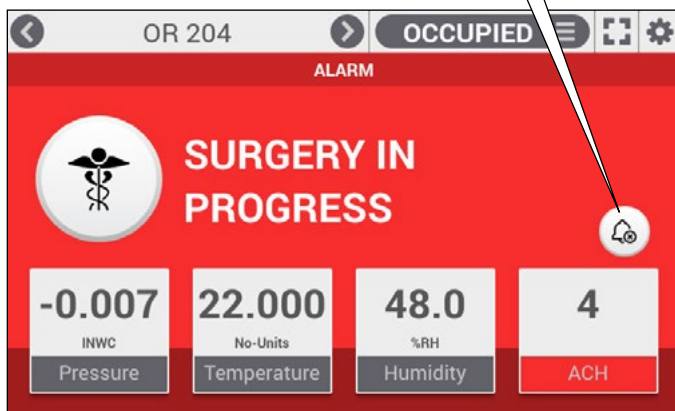 OR 204 OCCUPIED
ALARM
SURGERY IN
PROGRESS
-0.007 22.000 48.0 4
INWC No-Units %RH
Pressure Temperature Humidity ACH